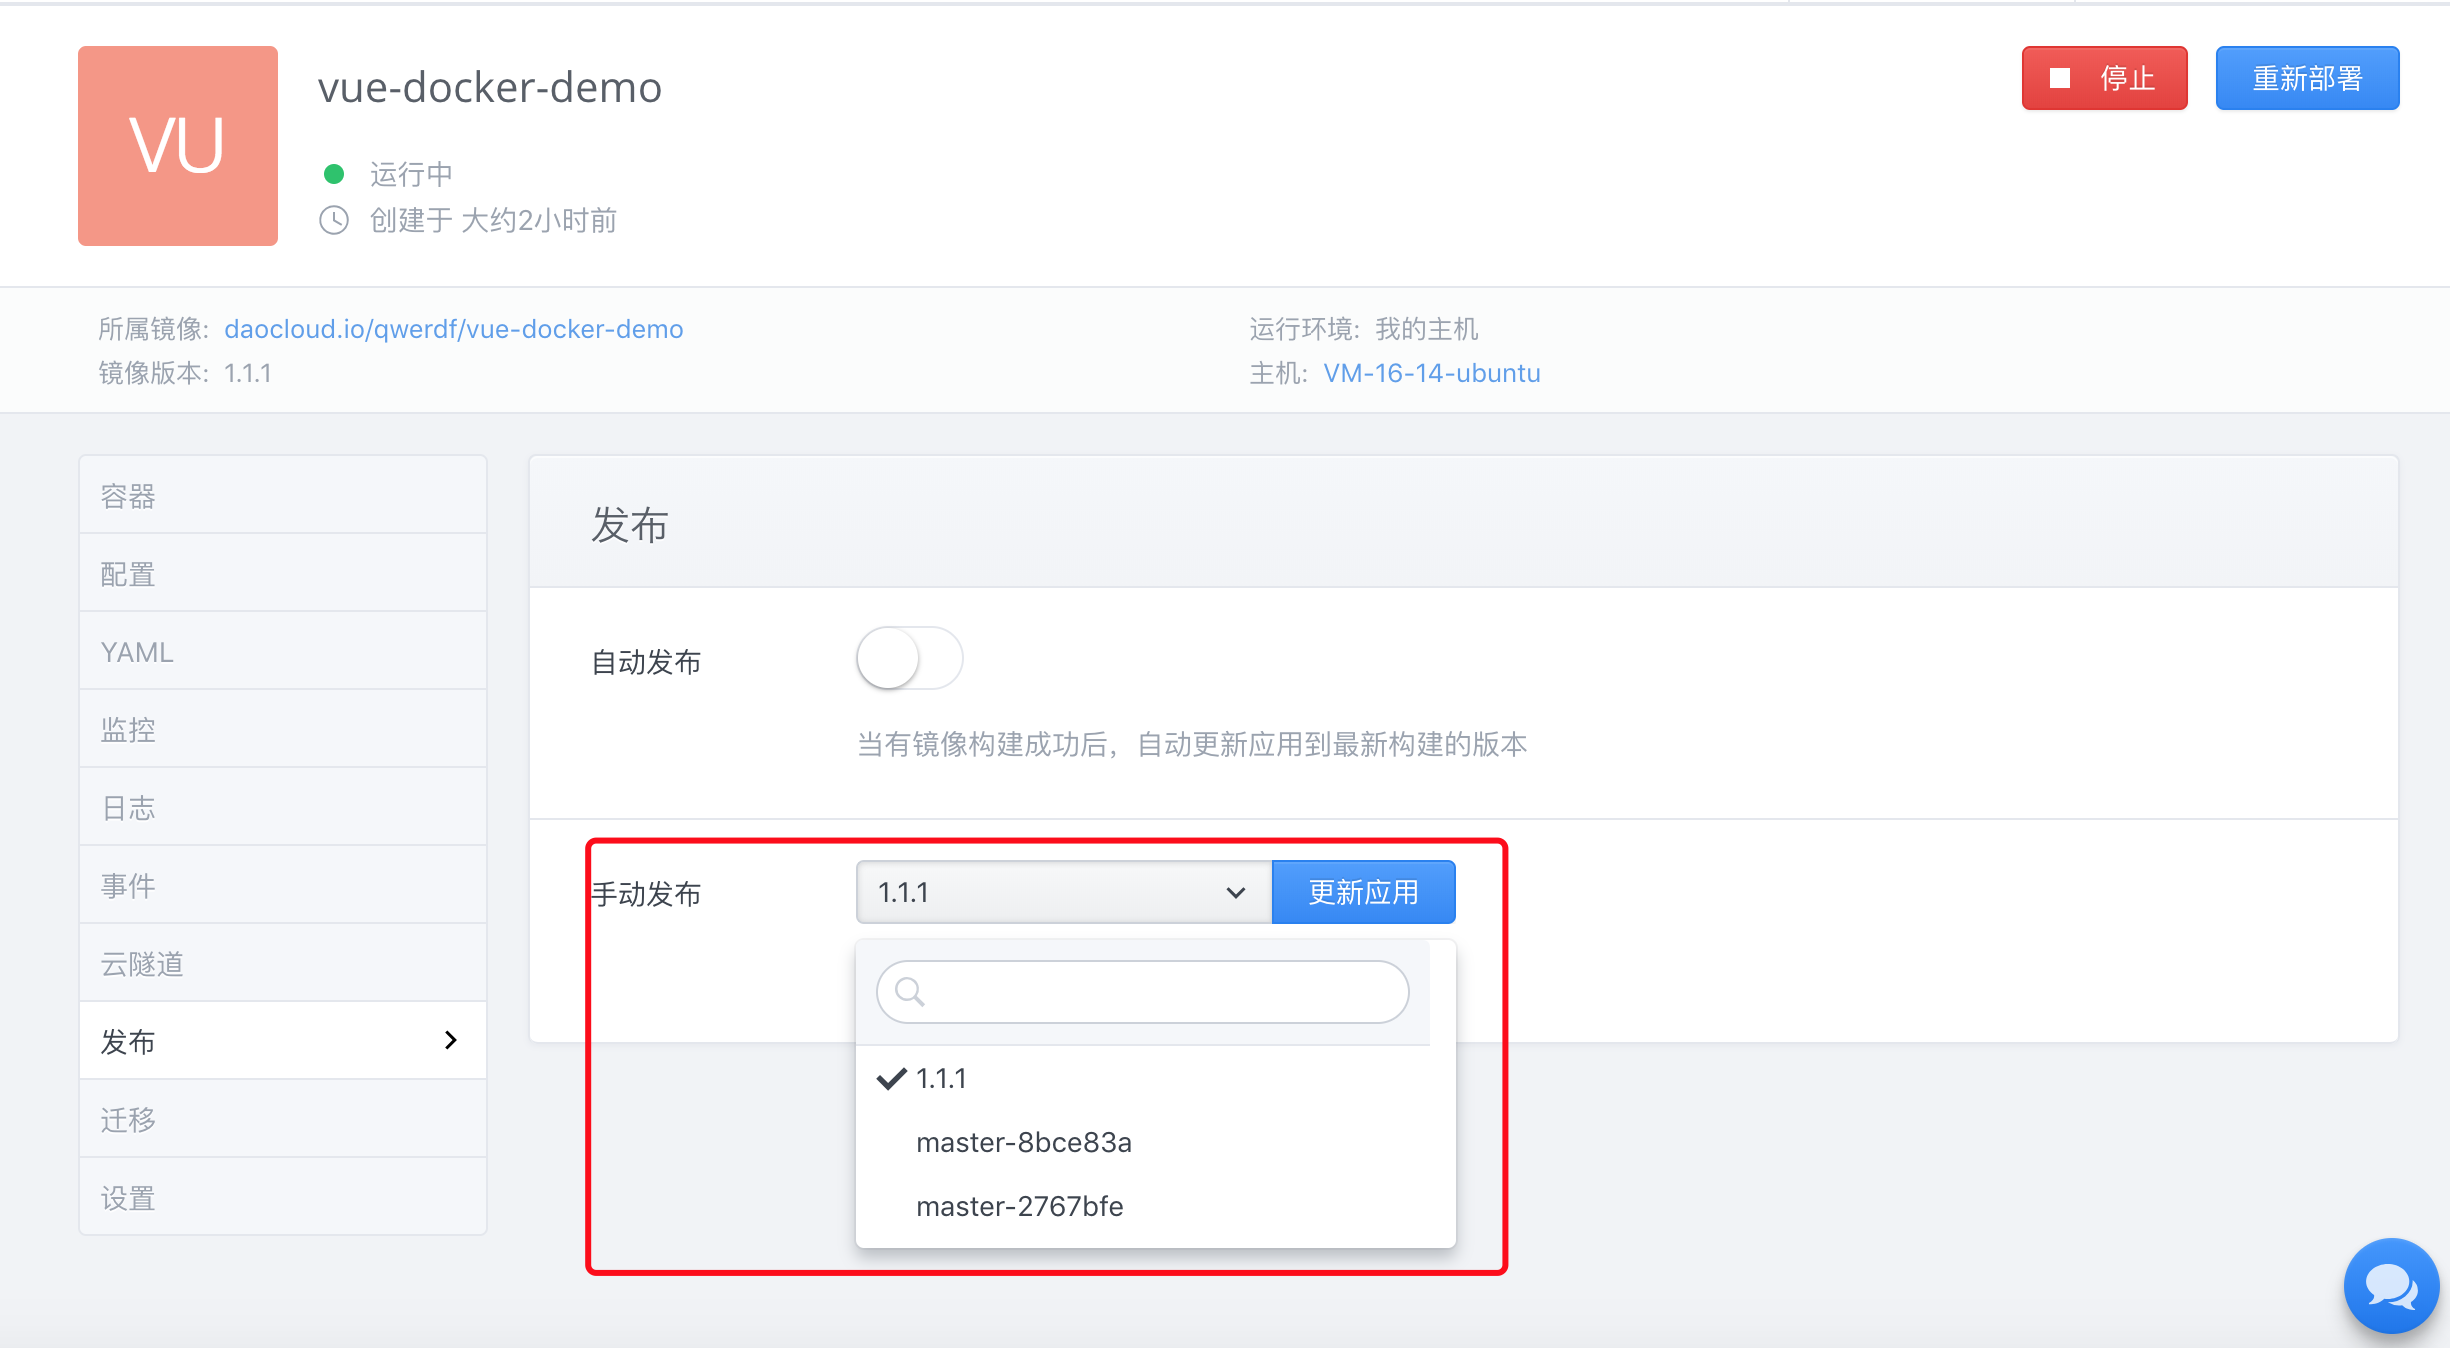 VU
vue-docker-demo
运行中
创建于 大约2小时前
停止
重新部署
所属镜像: daocloud.io/qwerdf/vue-docker-demo
镜像版本: 1.1.1
运行环境: 我的主机
主机: VM-16-14-ubuntu
容器
配置
YAML
监控
日志
事件
云隧道
发布
迁移
设置
发布
自动发布
当有镜像构建成功后，自动更新应用到最新构建的版本
手动发布
1.1.1
更新应用
1.1.1
master-8bce83a
master-2767bfe